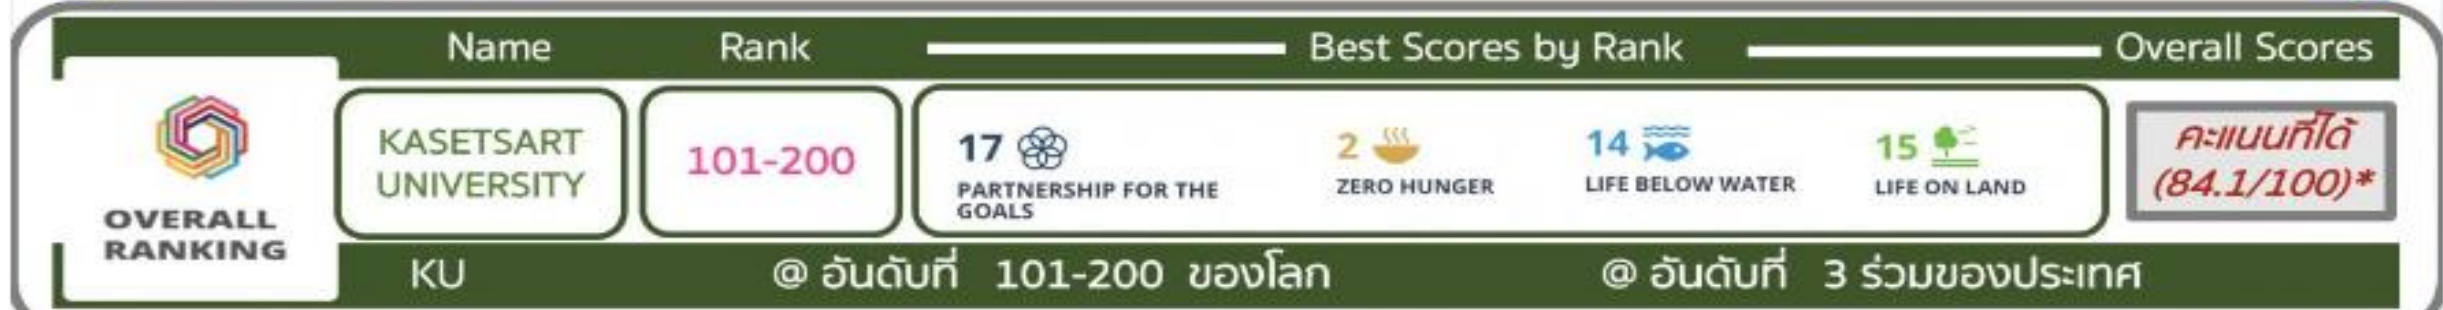 Name Rank Best Scores by Rank Overall Scores
OVERALL
RANKING
KASETSART
UNIVERSITY
101-200
17
PARTNERSHIP FOR THE
GOALS
2
ZERO HUNGER
14
LIFE BELOW WATER
15
LIFE ON LAND
คะแนนที่ได้
(84.1/100)*
KU @ อันดับที่ 101-200 ของโลก @ อันดับที่ 3 ร่วมของประเทศ